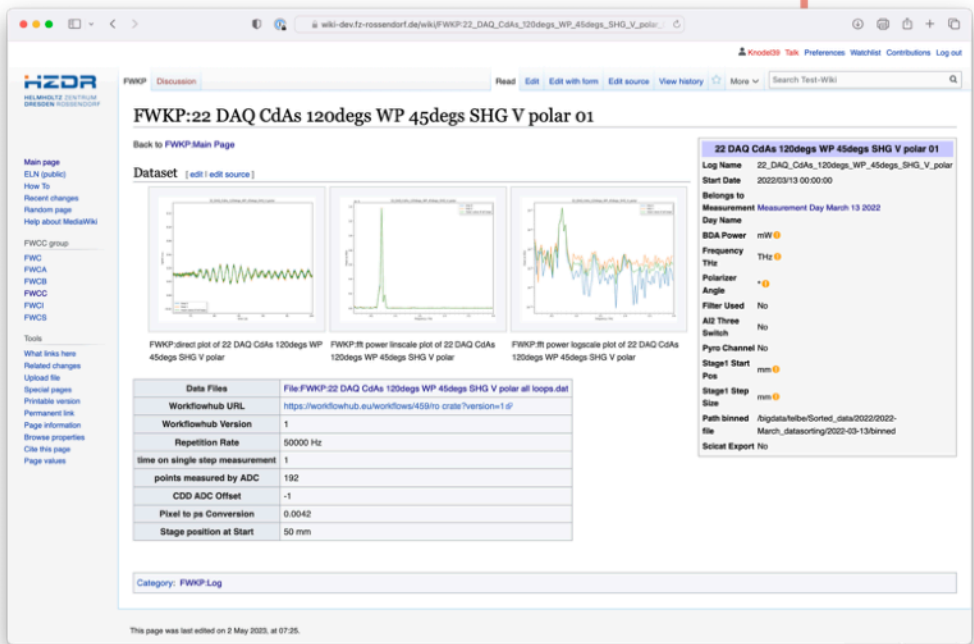 wiki-dev.fz-rossendorf.de/wiki/FWKP:22_DAQ_CdAs_120degs_WP_45degs_SHG_V_polar_
Knodel39 Talk Preferences Watchlist Contributions Log out
HZDR
HELMHOLTZ ZENTRUM
DRESDEN ROSSENDORF
FWKP Discussion Read Edit Edit with form Edit source View history More Search Test-Wiki
FWKP:22 DAQ CdAs 120degs WP 45degs SHG V polar 01
Back to FWKP:Main Page
Main page
ELN (public)
How To
Recent changes
Random page
Help about MediaWiki
FWCC group
FWC
FWCA
FWCB
FWCC
FWCI
FWCS
Tools
What links here
Related changes
Upload file
Special pages
Printable version
Permanent link
Page information
Browse properties
Cite this page
Page values
Dataset [ edit | edit source ]
FWKP:direct plot of 22 DAQ CdAs 120degs WP
45degs SHG V polar
FWKP:fft power linscale plot of 22 DAQ CdAs
120degs WP 45degs SHG V polar
FWKP:fft power logscale plot of 22 DAQ CdAs
120degs WP 45degs SHG V polar
Data Files File:FWKP:22 DAQ CdAs 120degs WP 45degs SHG V polar all loops.dat
Workflowhub URL https://workflowhub.eu/workflows/459/ro crate?version=1
Workflowhub Version 1
Repetition Rate 50000 Hz
time on single step measurement 1
points measured by ADC 192
CDD ADC Offset -1
Pixel to ps Conversion 0.0042
Stage position at Start 50 mm
22 DAQ CdAs 120degs WP 45degs SHG V polar 01
Log Name 22_DAQ_CdAs_120degs_WP_45degs_SHG_V_polar
Start Date 2022/03/13 00:00:00
Belongs to
Measurement Measurement Day March 13 2022
Day Name
BDA Power mW
Frequency
THz THz
Polarizer
Angle °
Filter Used No
AI2 Three
Switch No
Pyro Channel No
Stage1 Start
Pos mm
Stage1 Step
Size mm
Path binned /bigdata/telbe/Sorted_data/2022/2022-
file March_datasorting/2022-03-13/binned
Scicat Export No
Category: FWKP:Log
This page was last edited on 2 May 2023, at 07:25.